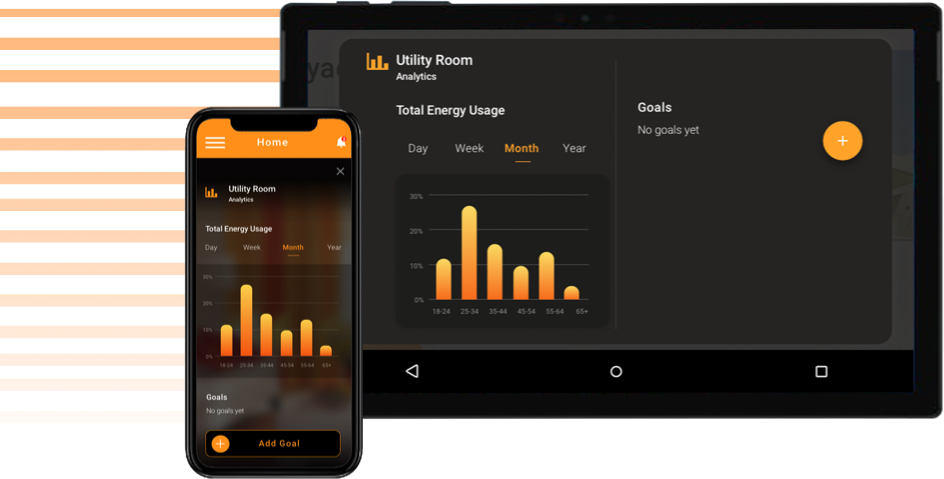 Utility Room
Analytics
Total Energy Usage
Day Week Month Year
30%
20%
10%
0%
18-24 25-34 35-44 45-54 55-64 65+
Goals
No goals yet
+
Home
Utility Room
Analytics
Total Energy Usage
Day Week Month Year
30%
20%
10%
0%
18-24 25-34 35-44 45-54 55-64 65+
Goals
No goals yet
+ Add Goal